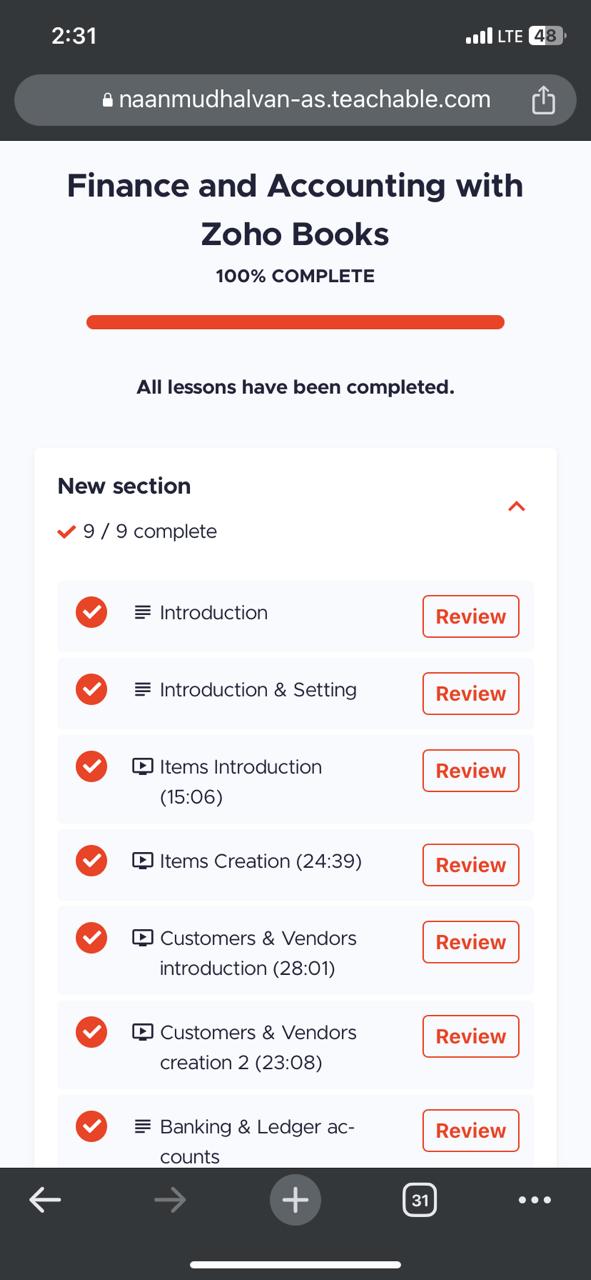 2:31
LTE 48
naanmudhalvan-as.teachable.com
Finance and Accounting with
Zoho Books
100% COMPLETE
All lessons have been completed.
New section
9 / 9 complete
Introduction
Review
Introduction & Setting
Review
Items Introduction
(15:06)
Review
Items Creation (24:39)
Review
Customers & Vendors
introduction (28:01)
Review
Customers & Vendors
creation 2 (23:08)
Review
Banking & Ledger ac-
counts
Review
31